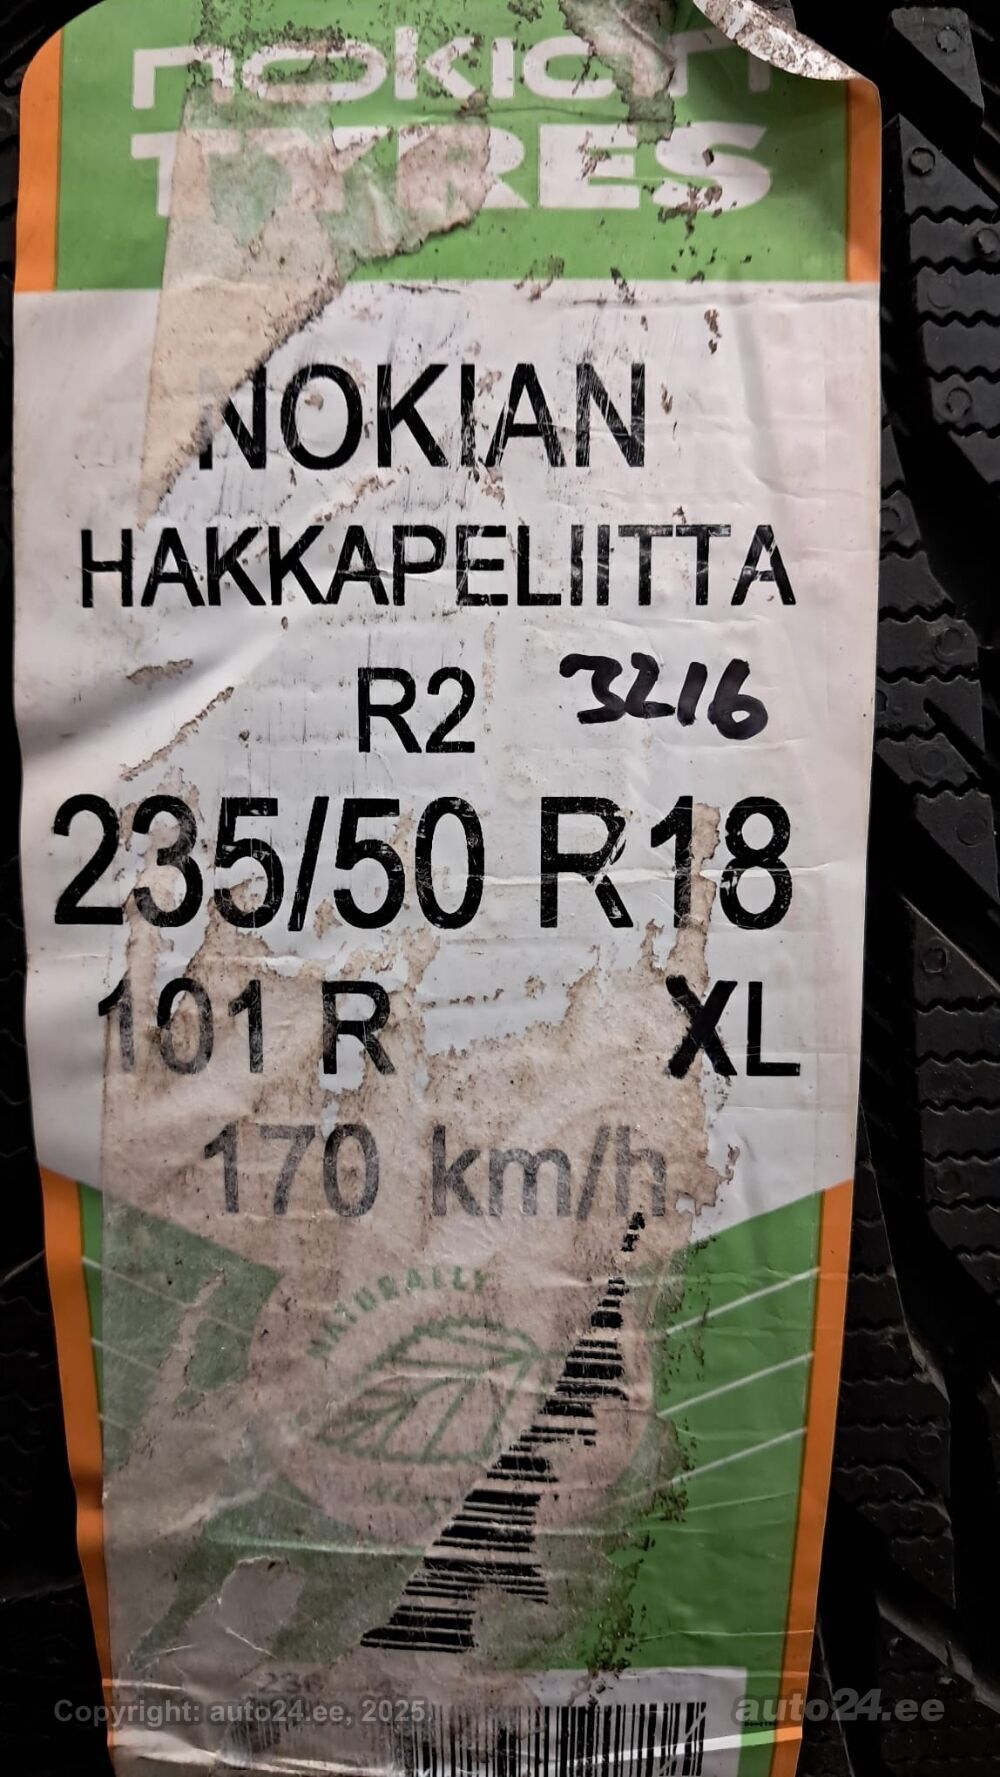 nokian
TYRES
NOKIAN
HAKKAPELIITTA
R2 3216
235/50 R18
101 R XL
170 km/h
NATURALLY
Copyright: auto24.ee, 2025
auto24.ee